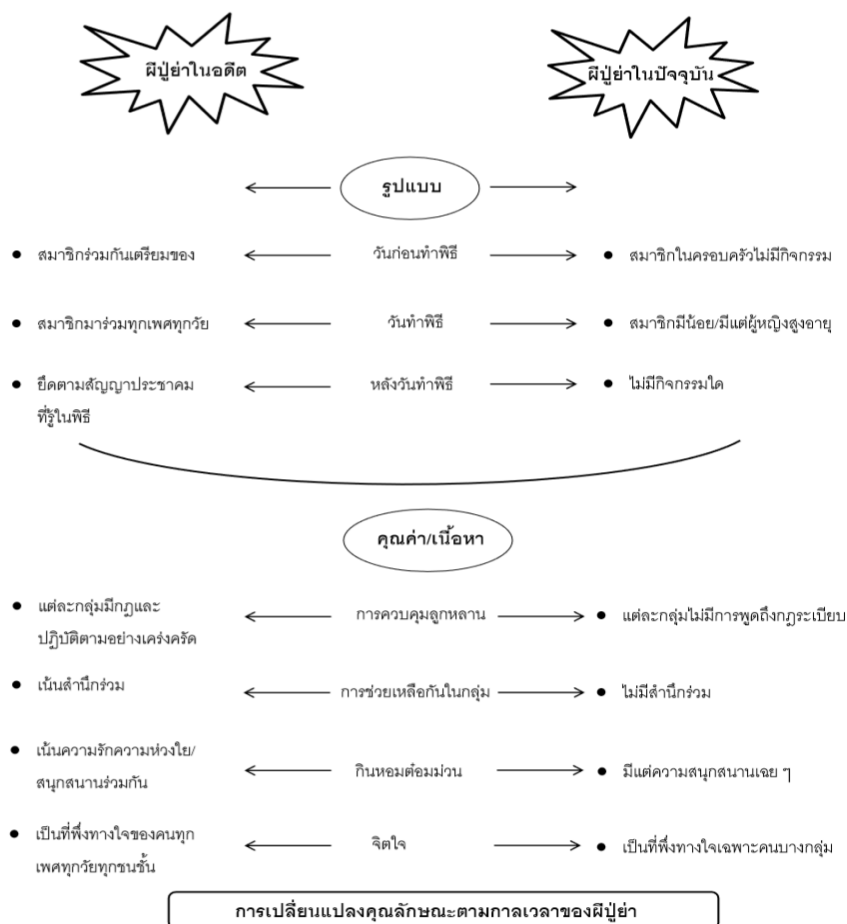 ผีปู่ย่าในอดีต
ผีปู่ย่าในปัจจุบัน
รูปแบบ
สมาชิกร่วมกันเตรียมของ
วันก่อนทำพิธี
สมาชิกในครอบครัวไม่มีกิจกรรม
สมาชิกมาร่วมทุกเพศทุกวัย
วันทำพิธี
สมาชิกมีน้อย/มีแต่ผู้หญิงสูงอายุ
ยึดตามสัญญาประชาคม
ที่รู้ในพิธี
หลังวันทำพิธี
ไม่มีกิจกรรมใด
คุณค่า/เนื้อหา
แต่ละกลุ่มมีกฎและ
ปฏิบัติตามอย่างเคร่งครัด
การควบคุมลูกหลาน
แต่ละกลุ่มไม่มีการพูดถึงกฎระเบียบ
เน้นสำนึกร่วม
การช่วยเหลือกันในกลุ่ม
ไม่มีสำนึกร่วม
เน้นความรักความห่วงใย/
สนุกสนานร่วมกัน
กินหอมต๋อมม่วน
มีแต่ความสนุกสนานเฉย ๆ
เป็นที่พึ่งทางใจของคนทุก
เพศทุกวัยทุกชนชั้น
จิตใจ
เป็นที่พึ่งทางใจเฉพาะคนบางกลุ่ม
การเปลี่ยนแปลงคุณลักษณะตามกาลเวลาของผีปู่ย่า